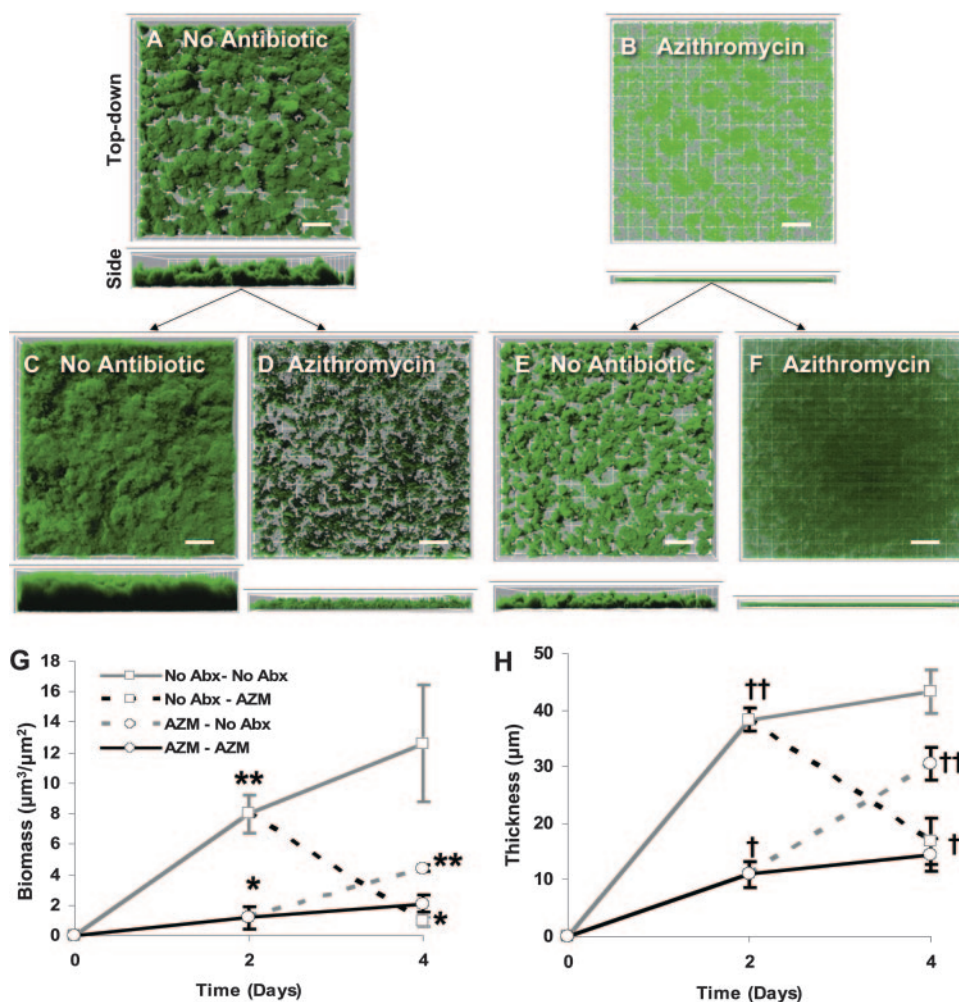 A No Antibiotic
B Azithromycin
Top-down
Side
C No Antibiotic
D Azithromycin
E No Antibiotic
F Azithromycin
G
18
16
14
12
10
8
6
4
2
0
Biomass (µm³/µm²)
No Abx- No Abx
No Abx - AZM
AZM - No Abx
AZM - AZM
**
*
**
*
0 2 4
Time (Days)
H
50
40
30
20
10
0
Thickness (µm)
††
†
††
†
0 2 4
Time (Days)